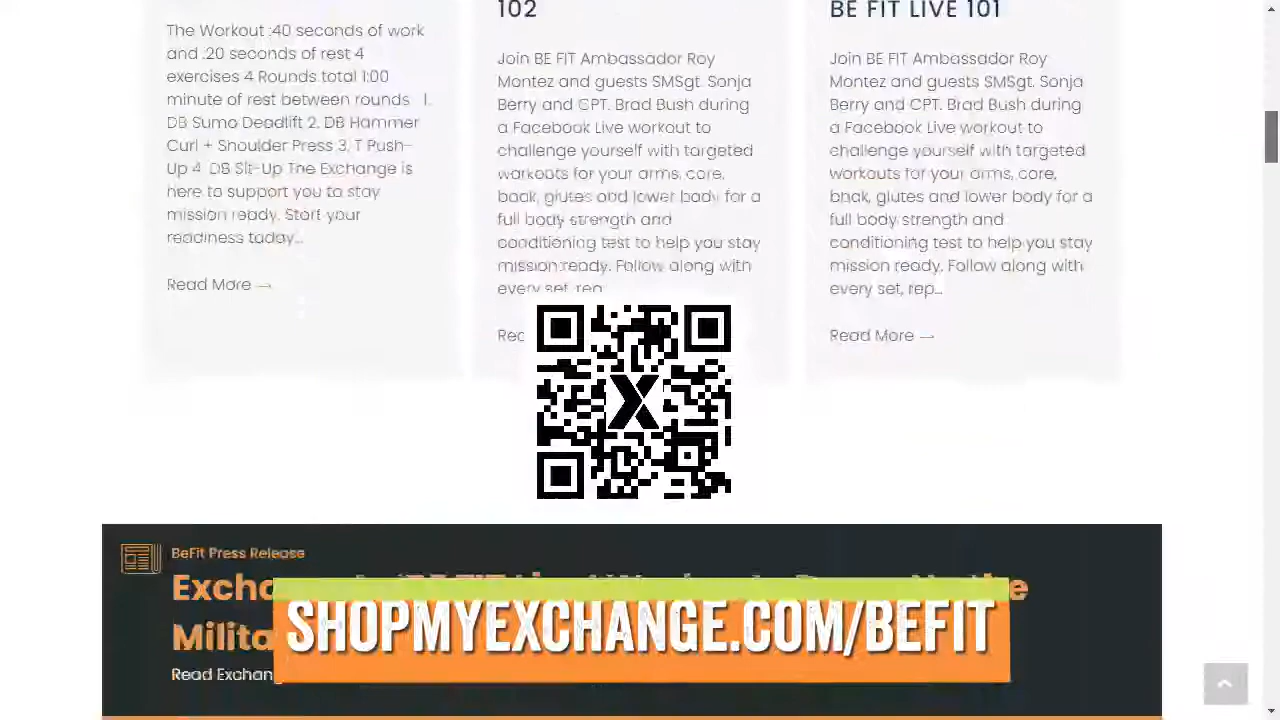 The Workout :40 seconds of work
and :20 seconds of rest 4
exercises 4 Rounds total 1:00
minute of rest between rounds 1.
DB Sumo Deadlift 2. DB Hammer
Curl + Shoulder Press 3. T Push-
Up 4. DB Sit-Up The Exchange is
here to support you to stay
mission ready. Start your
readiness today...
Read More →
102
Join BE FIT Ambassador Roy
Montez and guests SMSgt. Sonja
Berry and CPT. Brad Bush during
a Facebook Live workout to
challenge yourself with targeted
workouts for your arms, core,
back, glutes and lower body for a
full body strength and
conditioning test to help you stay
mission ready. Follow along with
every set, rep
BE FIT LIVE 101
Join BE FIT Ambassador Roy
Montez and guests SMSgt. Sonja
Berry and CPT. Brad Bush during
a Facebook Live workout to
challenge yourself with targeted
workouts for your arms, core,
back, glutes and lower body for a
full body strength and
conditioning test to help you stay
mission ready. Follow along with
every set, rep...
Read More →
X
BeFit Press Release
SHOPMYEXCHANGE.COM/BEFIT
Read